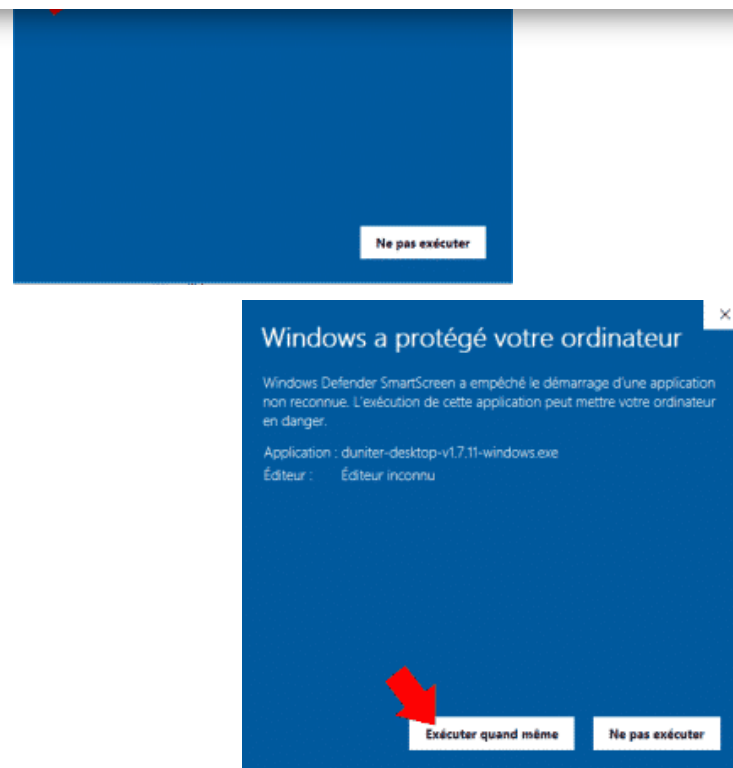 Ne pas exécuter
Windows a protégé votre ordinateur
Windows Defender SmartScreen a empêché le démarrage d'une application
non reconnue. L'exécution de cette application peut mettre votre ordinateur
en danger.
Application : duniter-desktop-v1.7.11-windows.exe
Éditeur : Éditeur inconnu
Exécuter quand même Ne pas exécuter